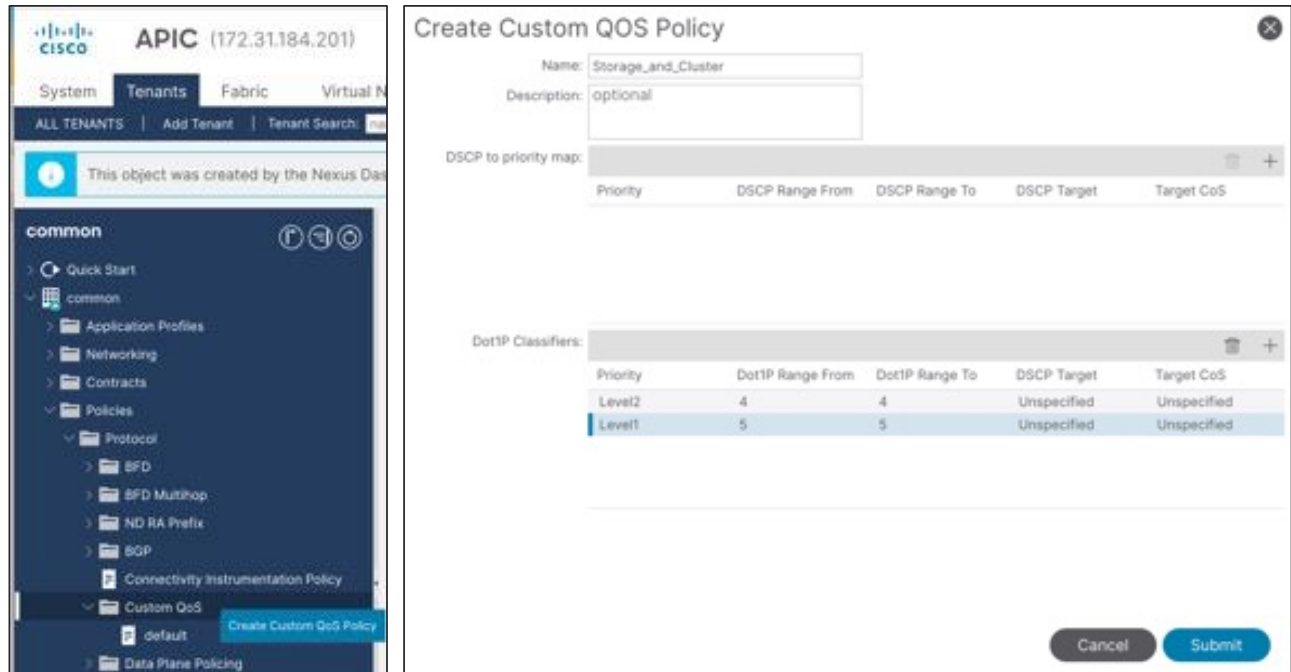 CISCO
APIC (172.31.184.201)
System Tenants Fabric Virtual N
ALL TENANTS | Add Tenant | Tenant Search: na
This object was created by the Nexus Das
common
Quick Start
common
Application Profiles
Networking
Contracts
Policies
Protocol
BFD
BFD Multihop
ND RA Prefix
BGP
Connectivity Instrumentation Policy
Custom QoS
Create Custom QoS Policy
default
Data Plane Policing
Create Custom QOS Policy
Name: Storage_and_Cluster
Description: optional
DSCP to priority map:
Priority DSCP Range From DSCP Range To DSCP Target Target CoS
Dot1P Classifiers:
Priority Dot1P Range From Dot1P Range To DSCP Target Target CoS
Level2 4 4 Unspecified Unspecified
Level1 5 5 Unspecified Unspecified
Cancel Submit